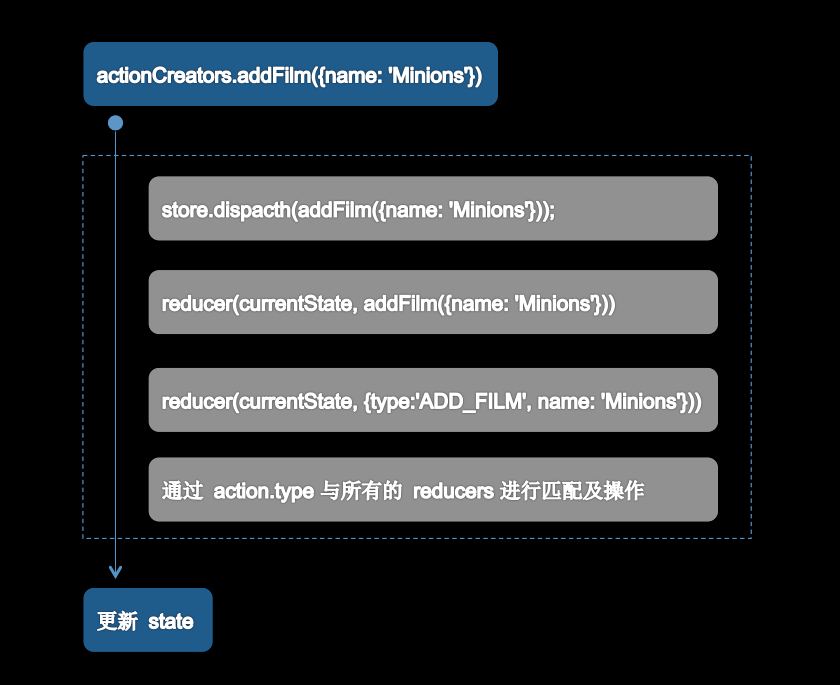 actionCreators.addFilm({name: 'Minions'})
store.dispacth(addFilm({name: 'Minions'}));
reducer(currentState, addFilm({name: 'Minions'}))
reducer(currentState, {type:'ADD_FILM', name: 'Minions'}))
通过 action.type 与所有的 reducers 进行匹配及操作
更新 state